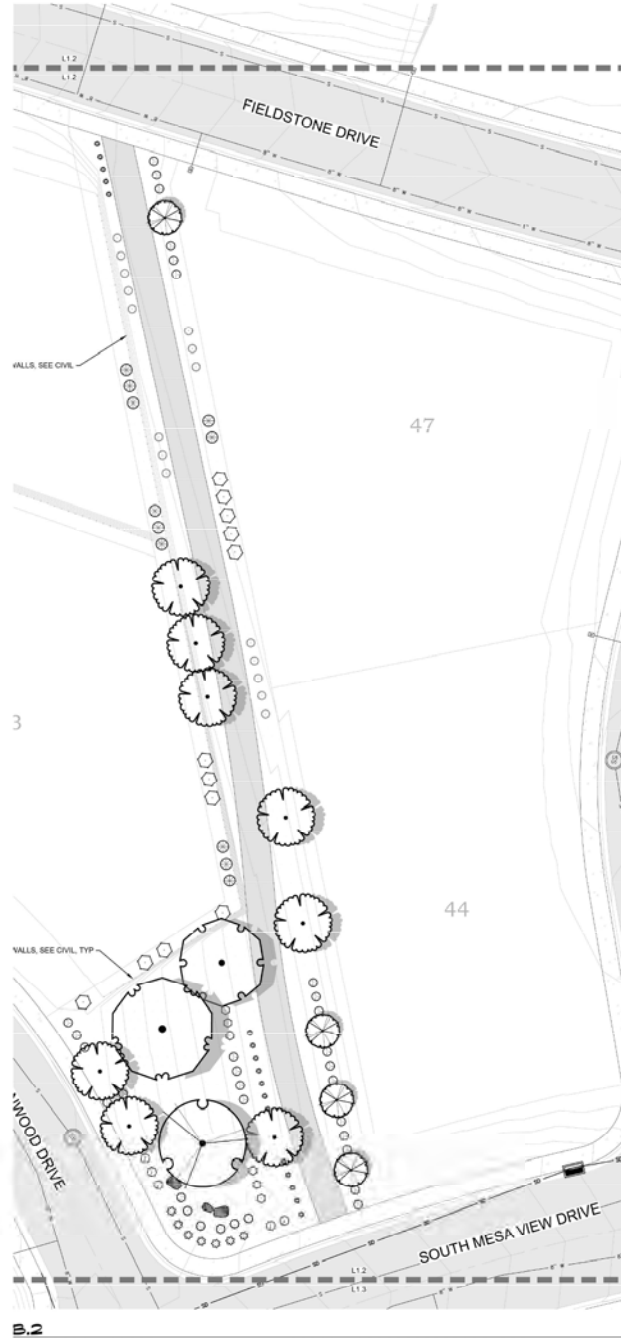 L1.2
L1.2
FIELDSTONE DRIVE
WALLS, SEE CIVIL
47
3
44
WALLS, SEE CIVIL, TYP
NWOOD DRIVE
SOUTH MESA VIEW DRIVE
L1.2
L1.3
B.2